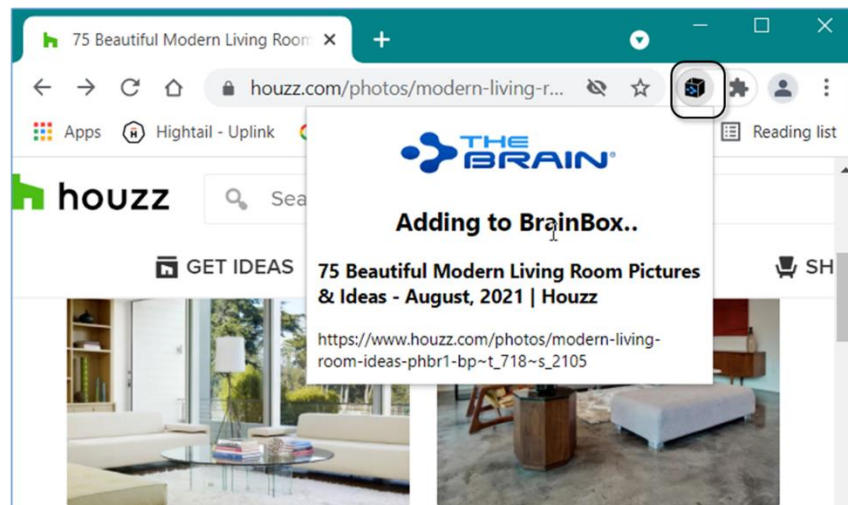 75 Beautiful Modern Living Room
houzz.com/photos/modern-living-r...
Apps
Hightail - Uplink
Reading list
THE
BRAIN®
houzz
Adding to BrainBox..
GET IDEAS
75 Beautiful Modern Living Room Pictures
& Ideas - August, 2021 | Houzz
https://www.houzz.com/photos/modern-living-
room-ideas-phbr1-bp~t_718~s_2105